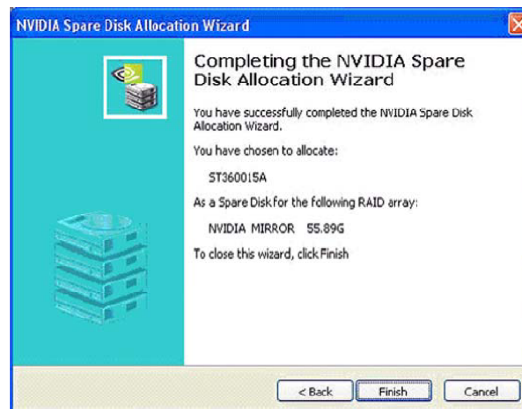 NVIDIA Spare Disk Allocation Wizard
Completing the NVIDIA Spare
Disk Allocation Wizard
You have successfully completed the NVIDIA Spare Disk
Allocation Wizard.
You have chosen to allocate:
ST360015A
As a Spare Disk for the following RAID array:
NVIDIA MIRROR 55.89G
To close this wizard, click Finish
< Back
Finish
Cancel